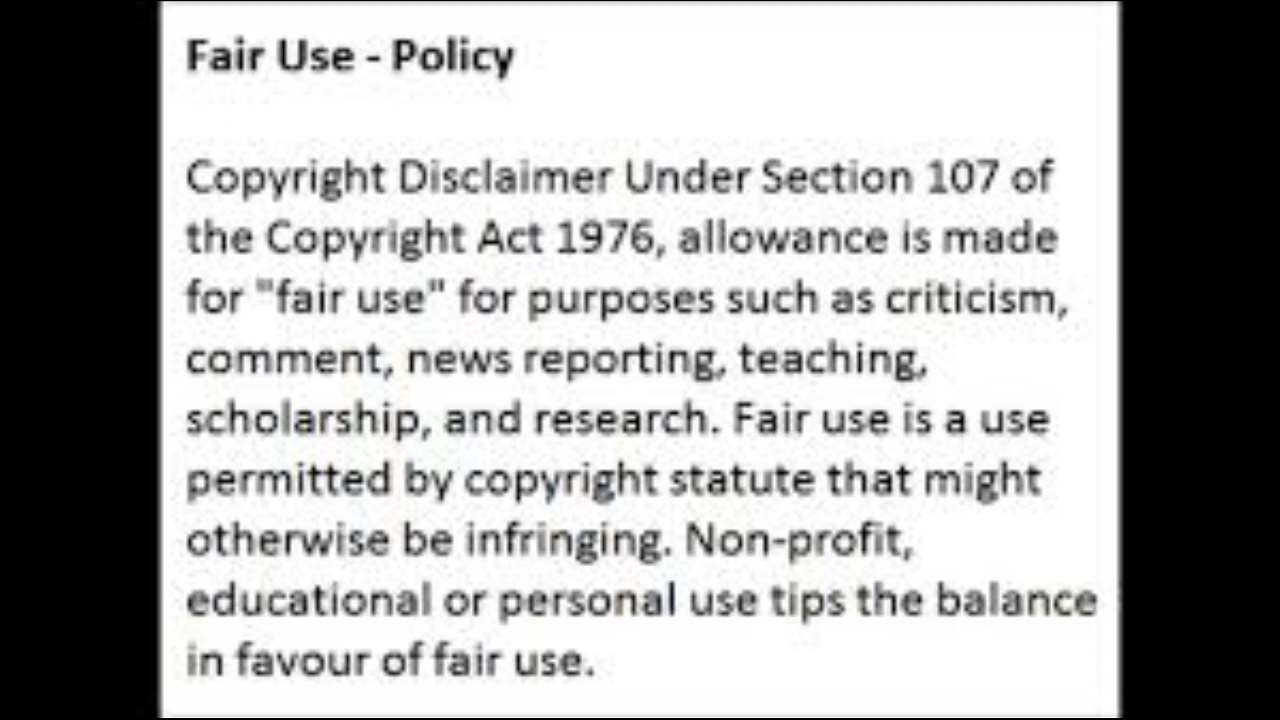 Fair Use - Policy
Copyright Disclaimer Under Section 107 of
the Copyright Act 1976, allowance is made
for "fair use" for purposes such as criticism,
comment, news reporting, teaching,
scholarship, and research. Fair use is a use
permitted by copyright statute that might
otherwise be infringing. Non-profit,
educational or personal use tips the balance
in favour of fair use.